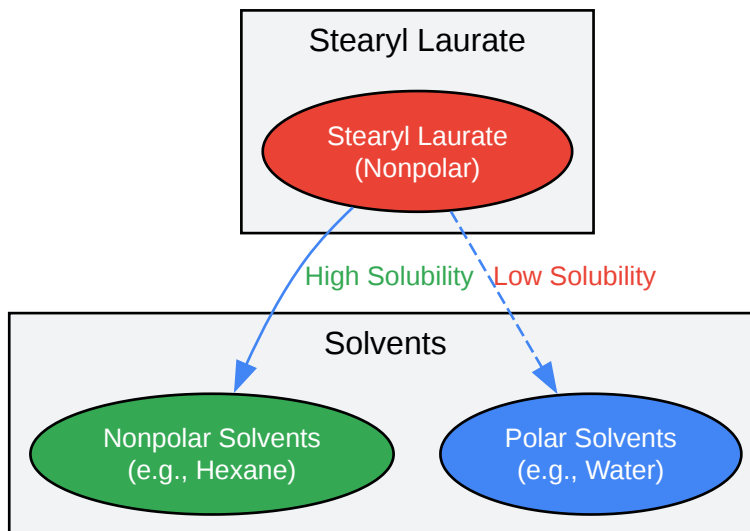 Stearyl Laurate
Stearyl Laurate
(Nonpolar)
High Solubility
Low Solubility
Solvents
Nonpolar Solvents
(e.g., Hexane)
Polar Solvents
(e.g., Water)